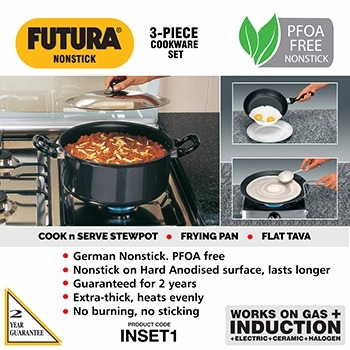 FUTURA®
NONSTICK
3-PIECE
COOKWARE
SET
PFOA
FREE
NONSTICK
COOK n SERVE STEWPOT • FRYING PAN • FLAT TAVA
• German Nonstick. PFOA free
• Nonstick on Hard Anodised surface, lasts longer
• Guaranteed for 2 years
• Extra-thick, heats evenly
• No burning, no sticking
2
YEAR
GUARANTEE
PRODUCT CODE
INSET1
WORKS ON GAS +
INDUCTION
+ELECTRIC+CERAMIC+HALOGEN